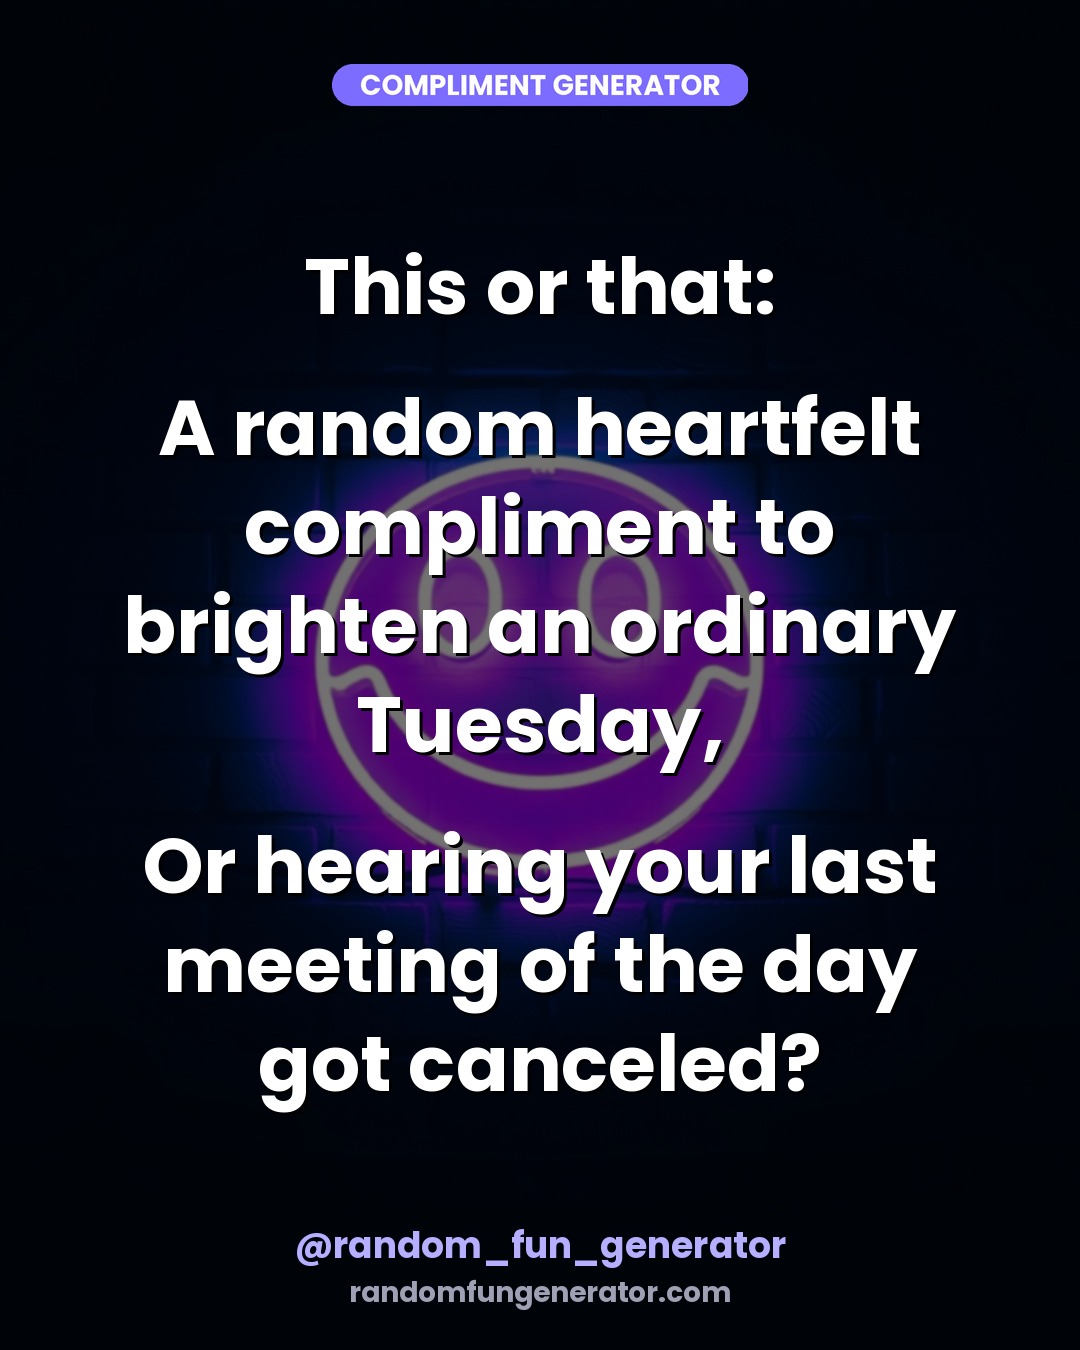 COMPLIMENT GENERATOR
This or that:
A random heartfelt
compliment to
brighten an ordinary
Tuesday,
Or hearing your last
meeting of the day
got canceled?
@random_fun_generator
randomfungenerator.com